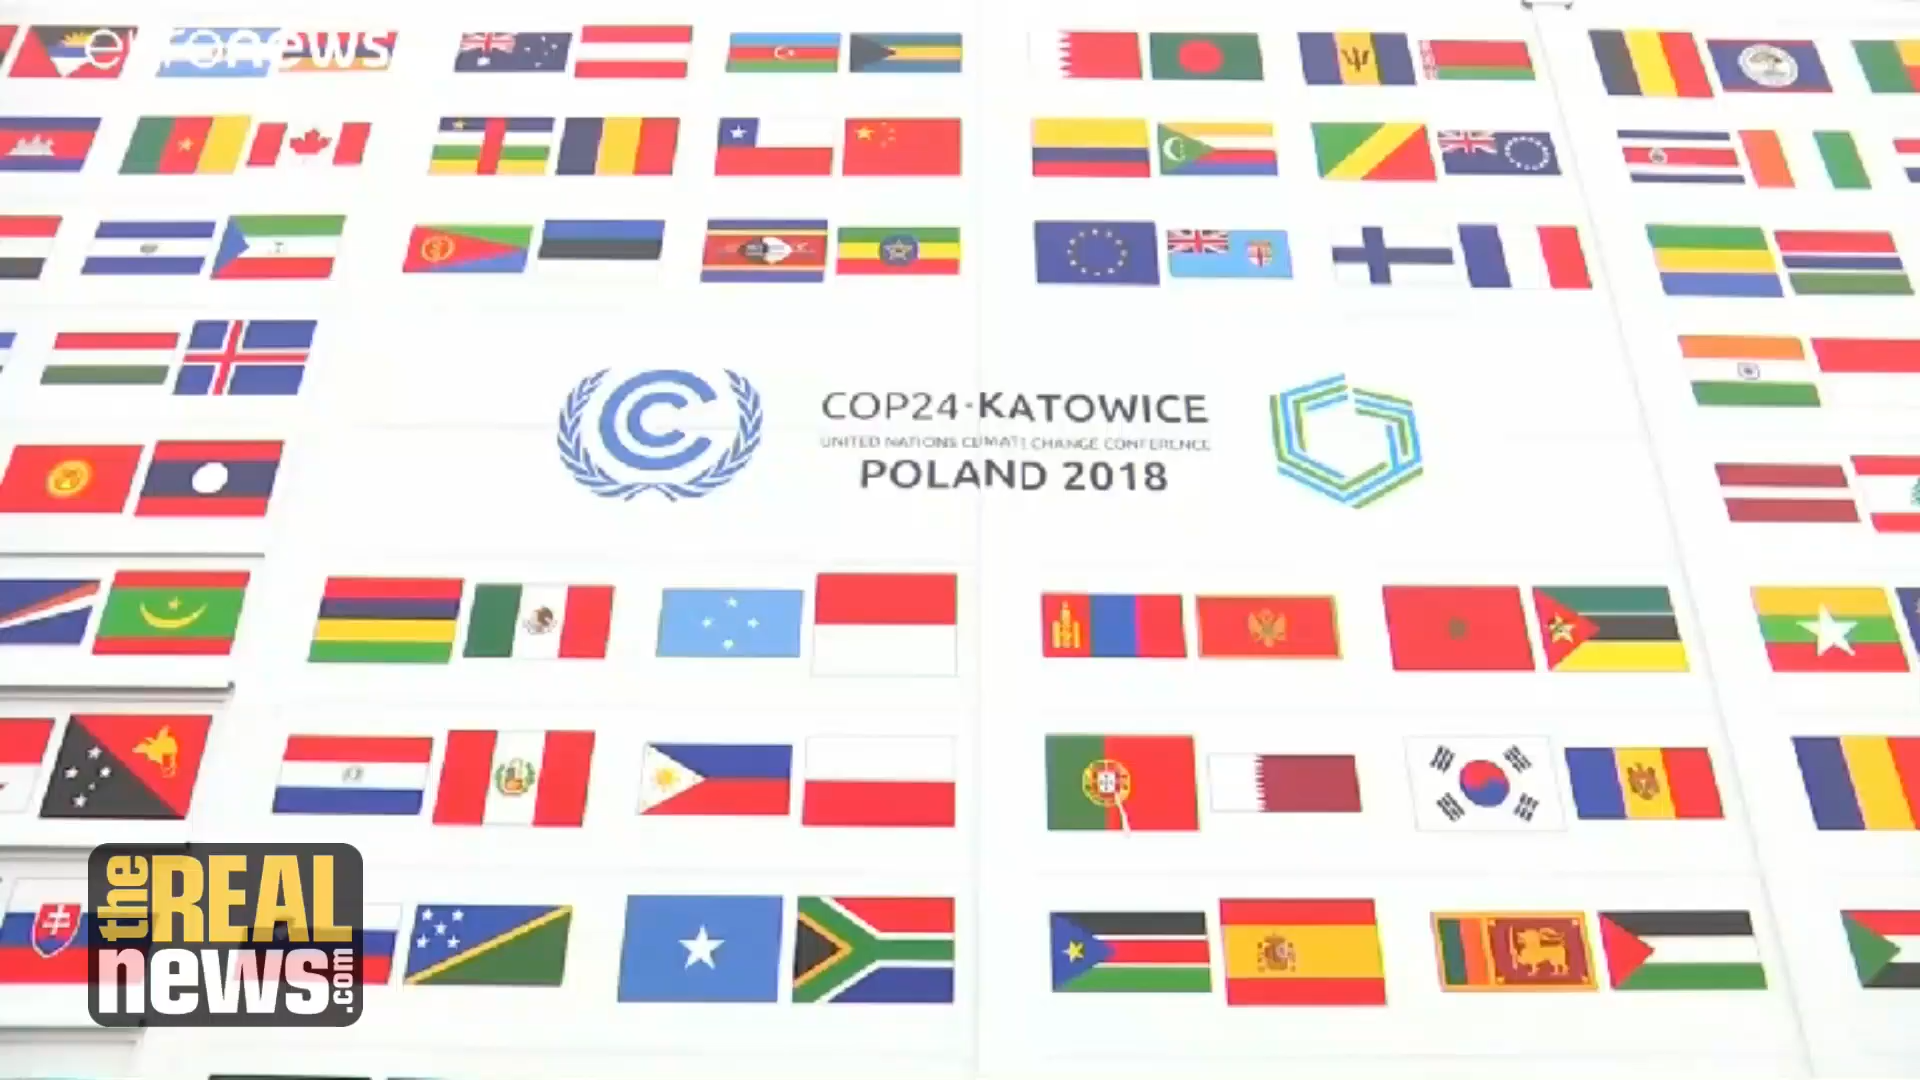 euronews
COP24·KATOWICE
UNITED NATIONS CLIMATE CHANGE CONFERENCE
POLAND 2018
the REAL
news.com